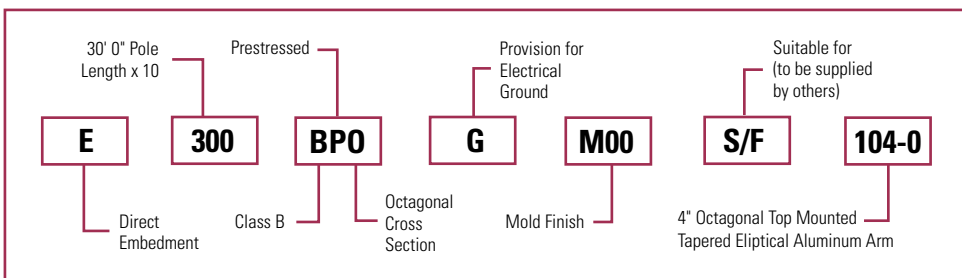 30' 0" Pole
Length x 10
Prestressed
Provision for
Electrical
Ground
Suitable for
(to be supplied
by others)
E
300
BPO
G
M00
S/F
104-0
Direct
Embedment
Class B
Octagonal
Cross
Section
Mold Finish
4" Octagonal Top Mounted
Tapered Eliptical Aluminum Arm